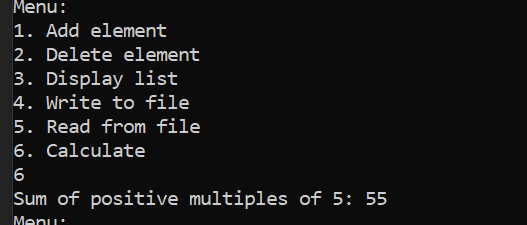 Menu:
1. Add element
2. Delete element
3. Display list
4. Write to file
5. Read from file
6. Calculate
6
Sum of positive multiples of 5: 55
Menu: